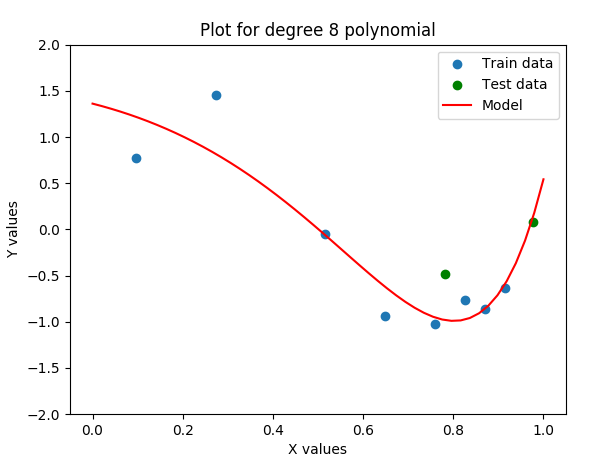 Plot for degree 8 polynomial
2.0
1.5
1.0
0.5
0.0
−0.5
−1.0
−1.5
−2.0
Y values
Train data
Test data
Model
0.0 0.2 0.4 0.6 0.8 1.0
X values